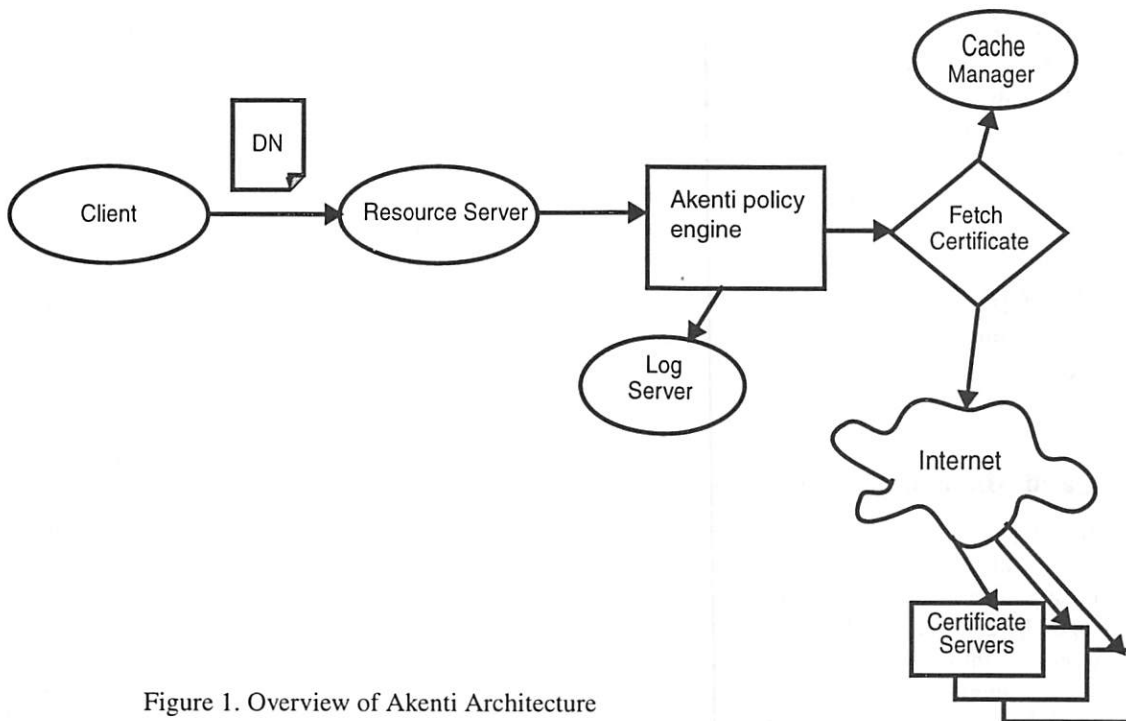 Cache
Manager
DN
Client
Resource Server
Akenti policy
engine
Fetch
Certificate
Log
Server
Internet
Certificate
Servers
Figure 1. Overview of Akenti Architecture